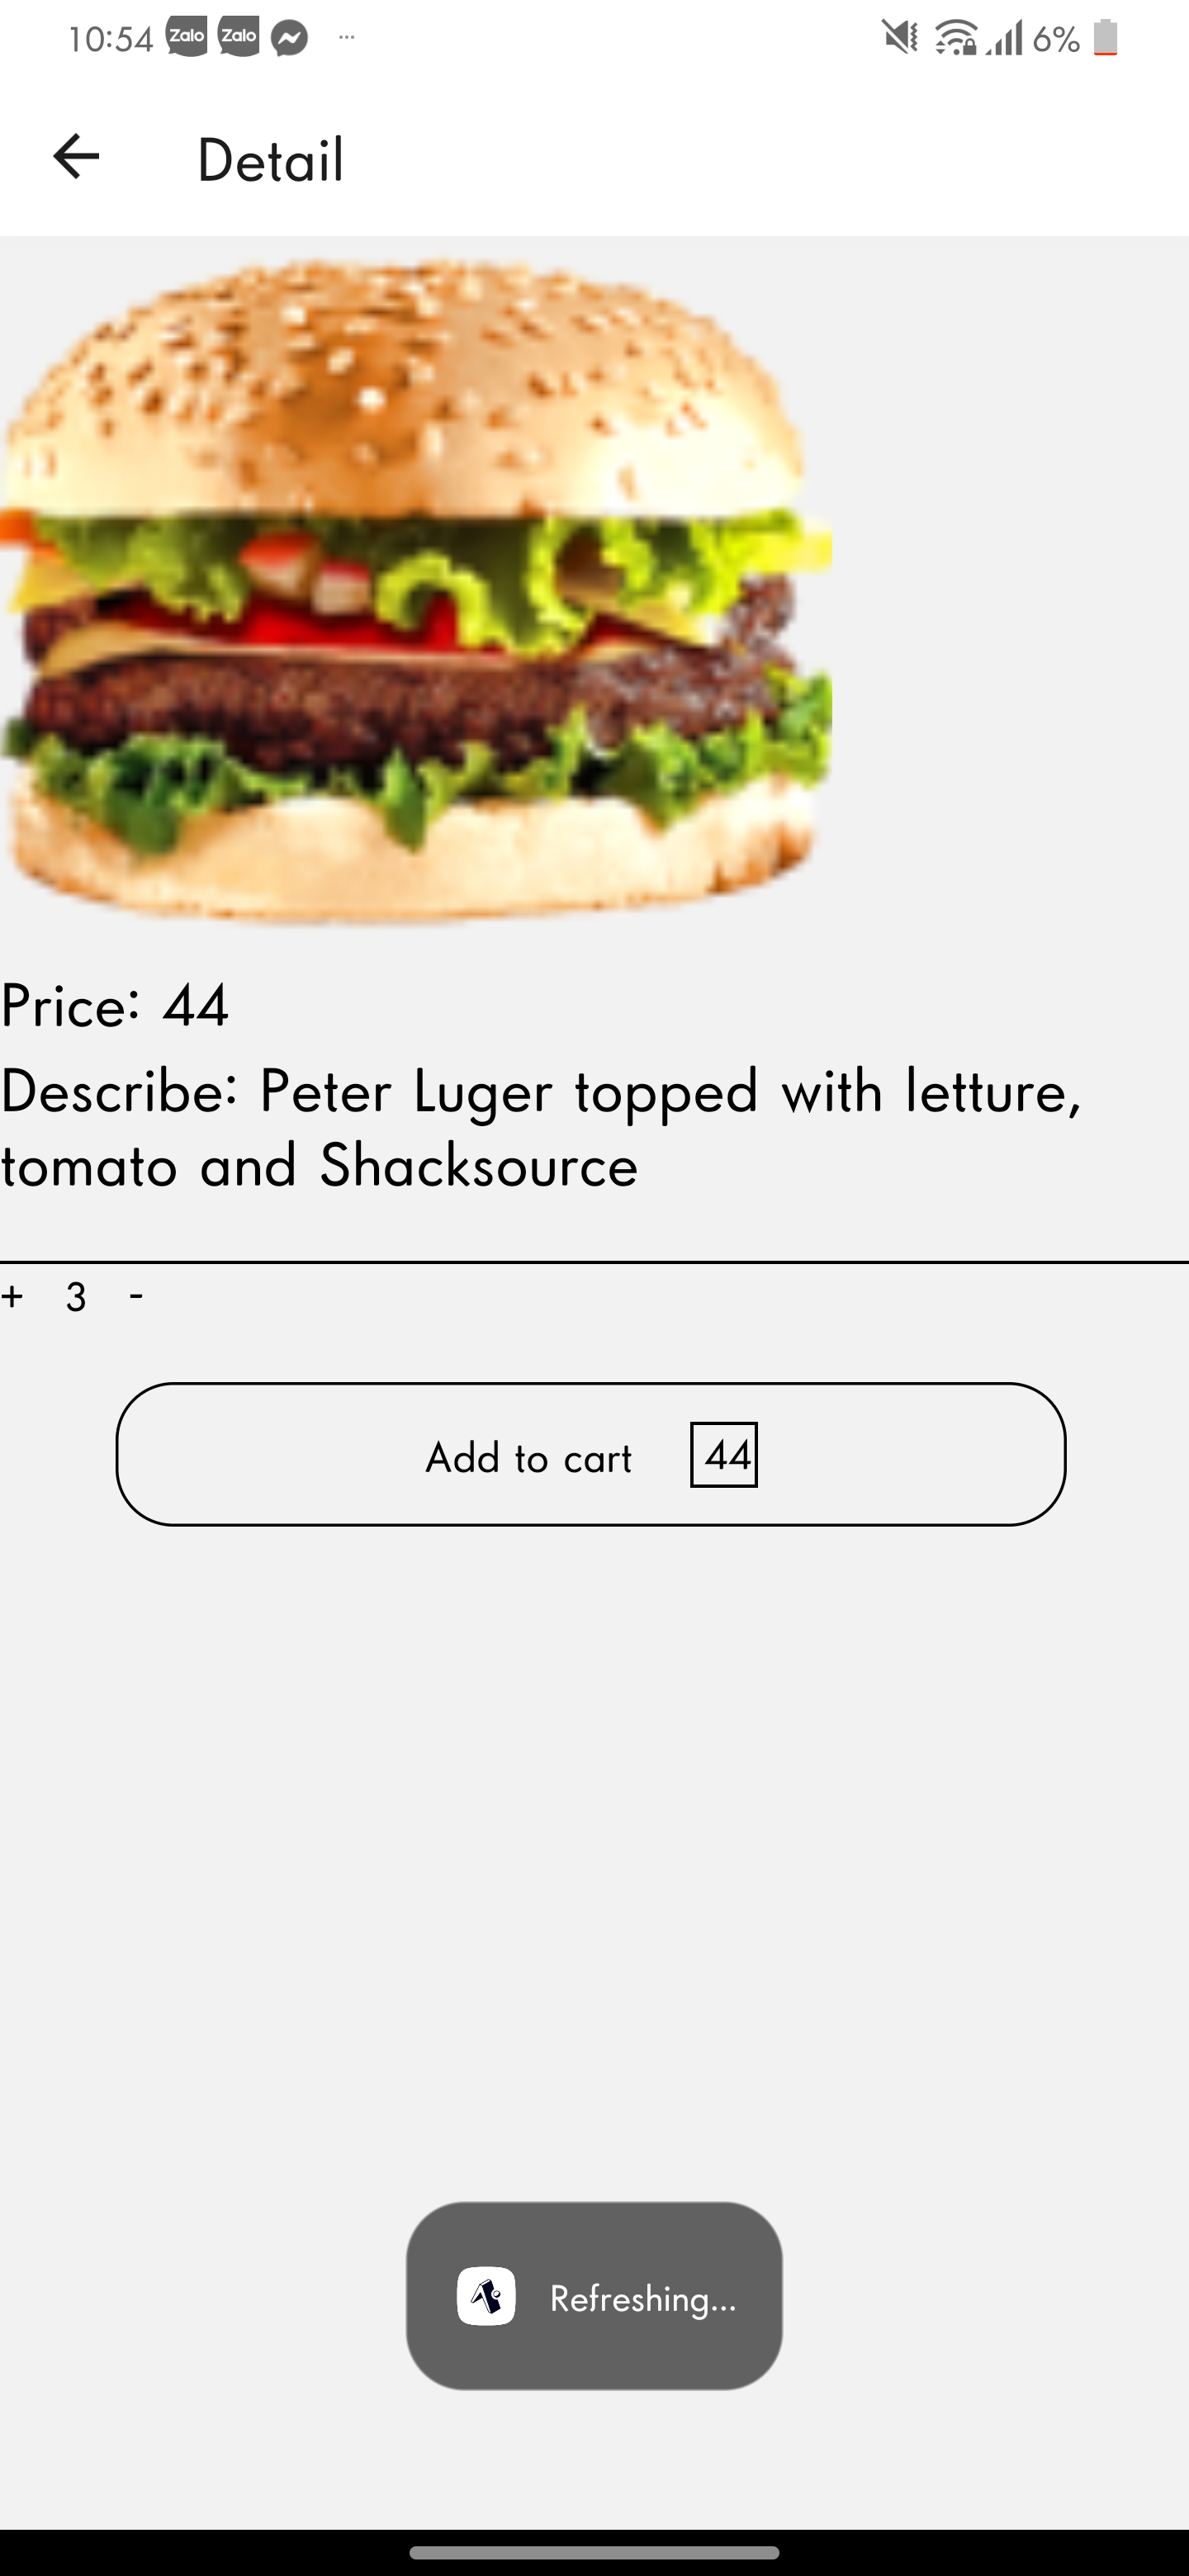 10:54 Zalo Zalo ... 6%
Detail
Price: 44
Describe: Peter Luger topped with letture,
tomato and Shacksource
+ 3 -
Add to cart 44
Refreshing...